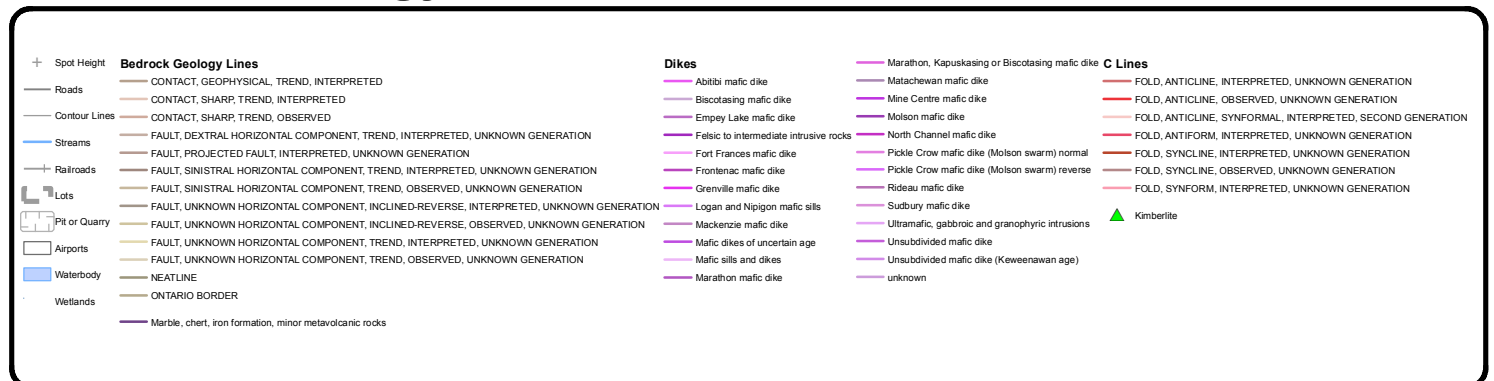 Spot Height
Roads
Contour Lines
Streams
Railroads
Lots
Pit or Quarry
Airports
Waterbody
Wetlands
Bedrock Geology Lines
CONTACT, GEOPHYSICAL, TREND, INTERPRETED
CONTACT, SHARP, TREND, INTERPRETED
CONTACT, SHARP, TREND, OBSERVED
FAULT, DEXTRAL HORIZONTAL COMPONENT, TREND, INTERPRETED, UNKNOWN GENERATION
FAULT, PROJECTED FAULT, INTERPRETED, UNKNOWN GENERATION
FAULT, SINISTRAL HORIZONTAL COMPONENT, TREND, INTERPRETED, UNKNOWN GENERATION
FAULT, SINISTRAL HORIZONTAL COMPONENT, TREND, OBSERVED, UNKNOWN GENERATION
FAULT, UNKNOWN HORIZONTAL COMPONENT, INCLINED-REVERSE, INTERPRETED, UNKNOWN GENERATION
FAULT, UNKNOWN HORIZONTAL COMPONENT, INCLINED-REVERSE, OBSERVED, UNKNOWN GENERATION
FAULT, UNKNOWN HORIZONTAL COMPONENT, TREND, INTERPRETED, UNKNOWN GENERATION
FAULT, UNKNOWN HORIZONTAL COMPONENT, TREND, OBSERVED, UNKNOWN GENERATION
NEATLINE
ONTARIO BORDER
Marble, chert, iron formation, minor metavolcanic rocks
Dikes
Abitibi mafic dike
Biscotasing mafic dike
Empey Lake mafic dike
Felsic to intermediate intrusive rocks
Fort Frances mafic dike
Frontenac mafic dike
Grenville mafic dike
Logan and Nipigon mafic sills
Mackenzie mafic dike
Mafic dikes of uncertain age
Mafic sills and dikes
Marathon mafic dike
Marathon, Kapuskasing or Biscotasing mafic dike
Matachewan mafic dike
Mine Centre mafic dike
Molson mafic dike
North Channel mafic dike
Pickle Crow mafic dike (Molson swarm) normal
Pickle Crow mafic dike (Molson swarm) reverse
Rideau mafic dike
Sudbury mafic dike
Ultramafic, gabbroic and granophyric intrusions
Unsubdivided mafic dike
Unsubdivided mafic dike (Keweenawan age)
unknown
C Lines
FOLD, ANTICLINE, INTERPRETED, UNKNOWN GENERATION
FOLD, ANTICLINE, OBSERVED, UNKNOWN GENERATION
FOLD, ANTICLINE, SYNFORMAL, INTERPRETED, SECOND GENERATION
FOLD, ANTIFORM, INTERPRETED, UNKNOWN GENERATION
FOLD, SYNCLINE, INTERPRETED, UNKNOWN GENERATION
FOLD, SYNCLINE, OBSERVED, UNKNOWN GENERATION
FOLD, SYNFORM, INTERPRETED, UNKNOWN GENERATION
Kimberlite